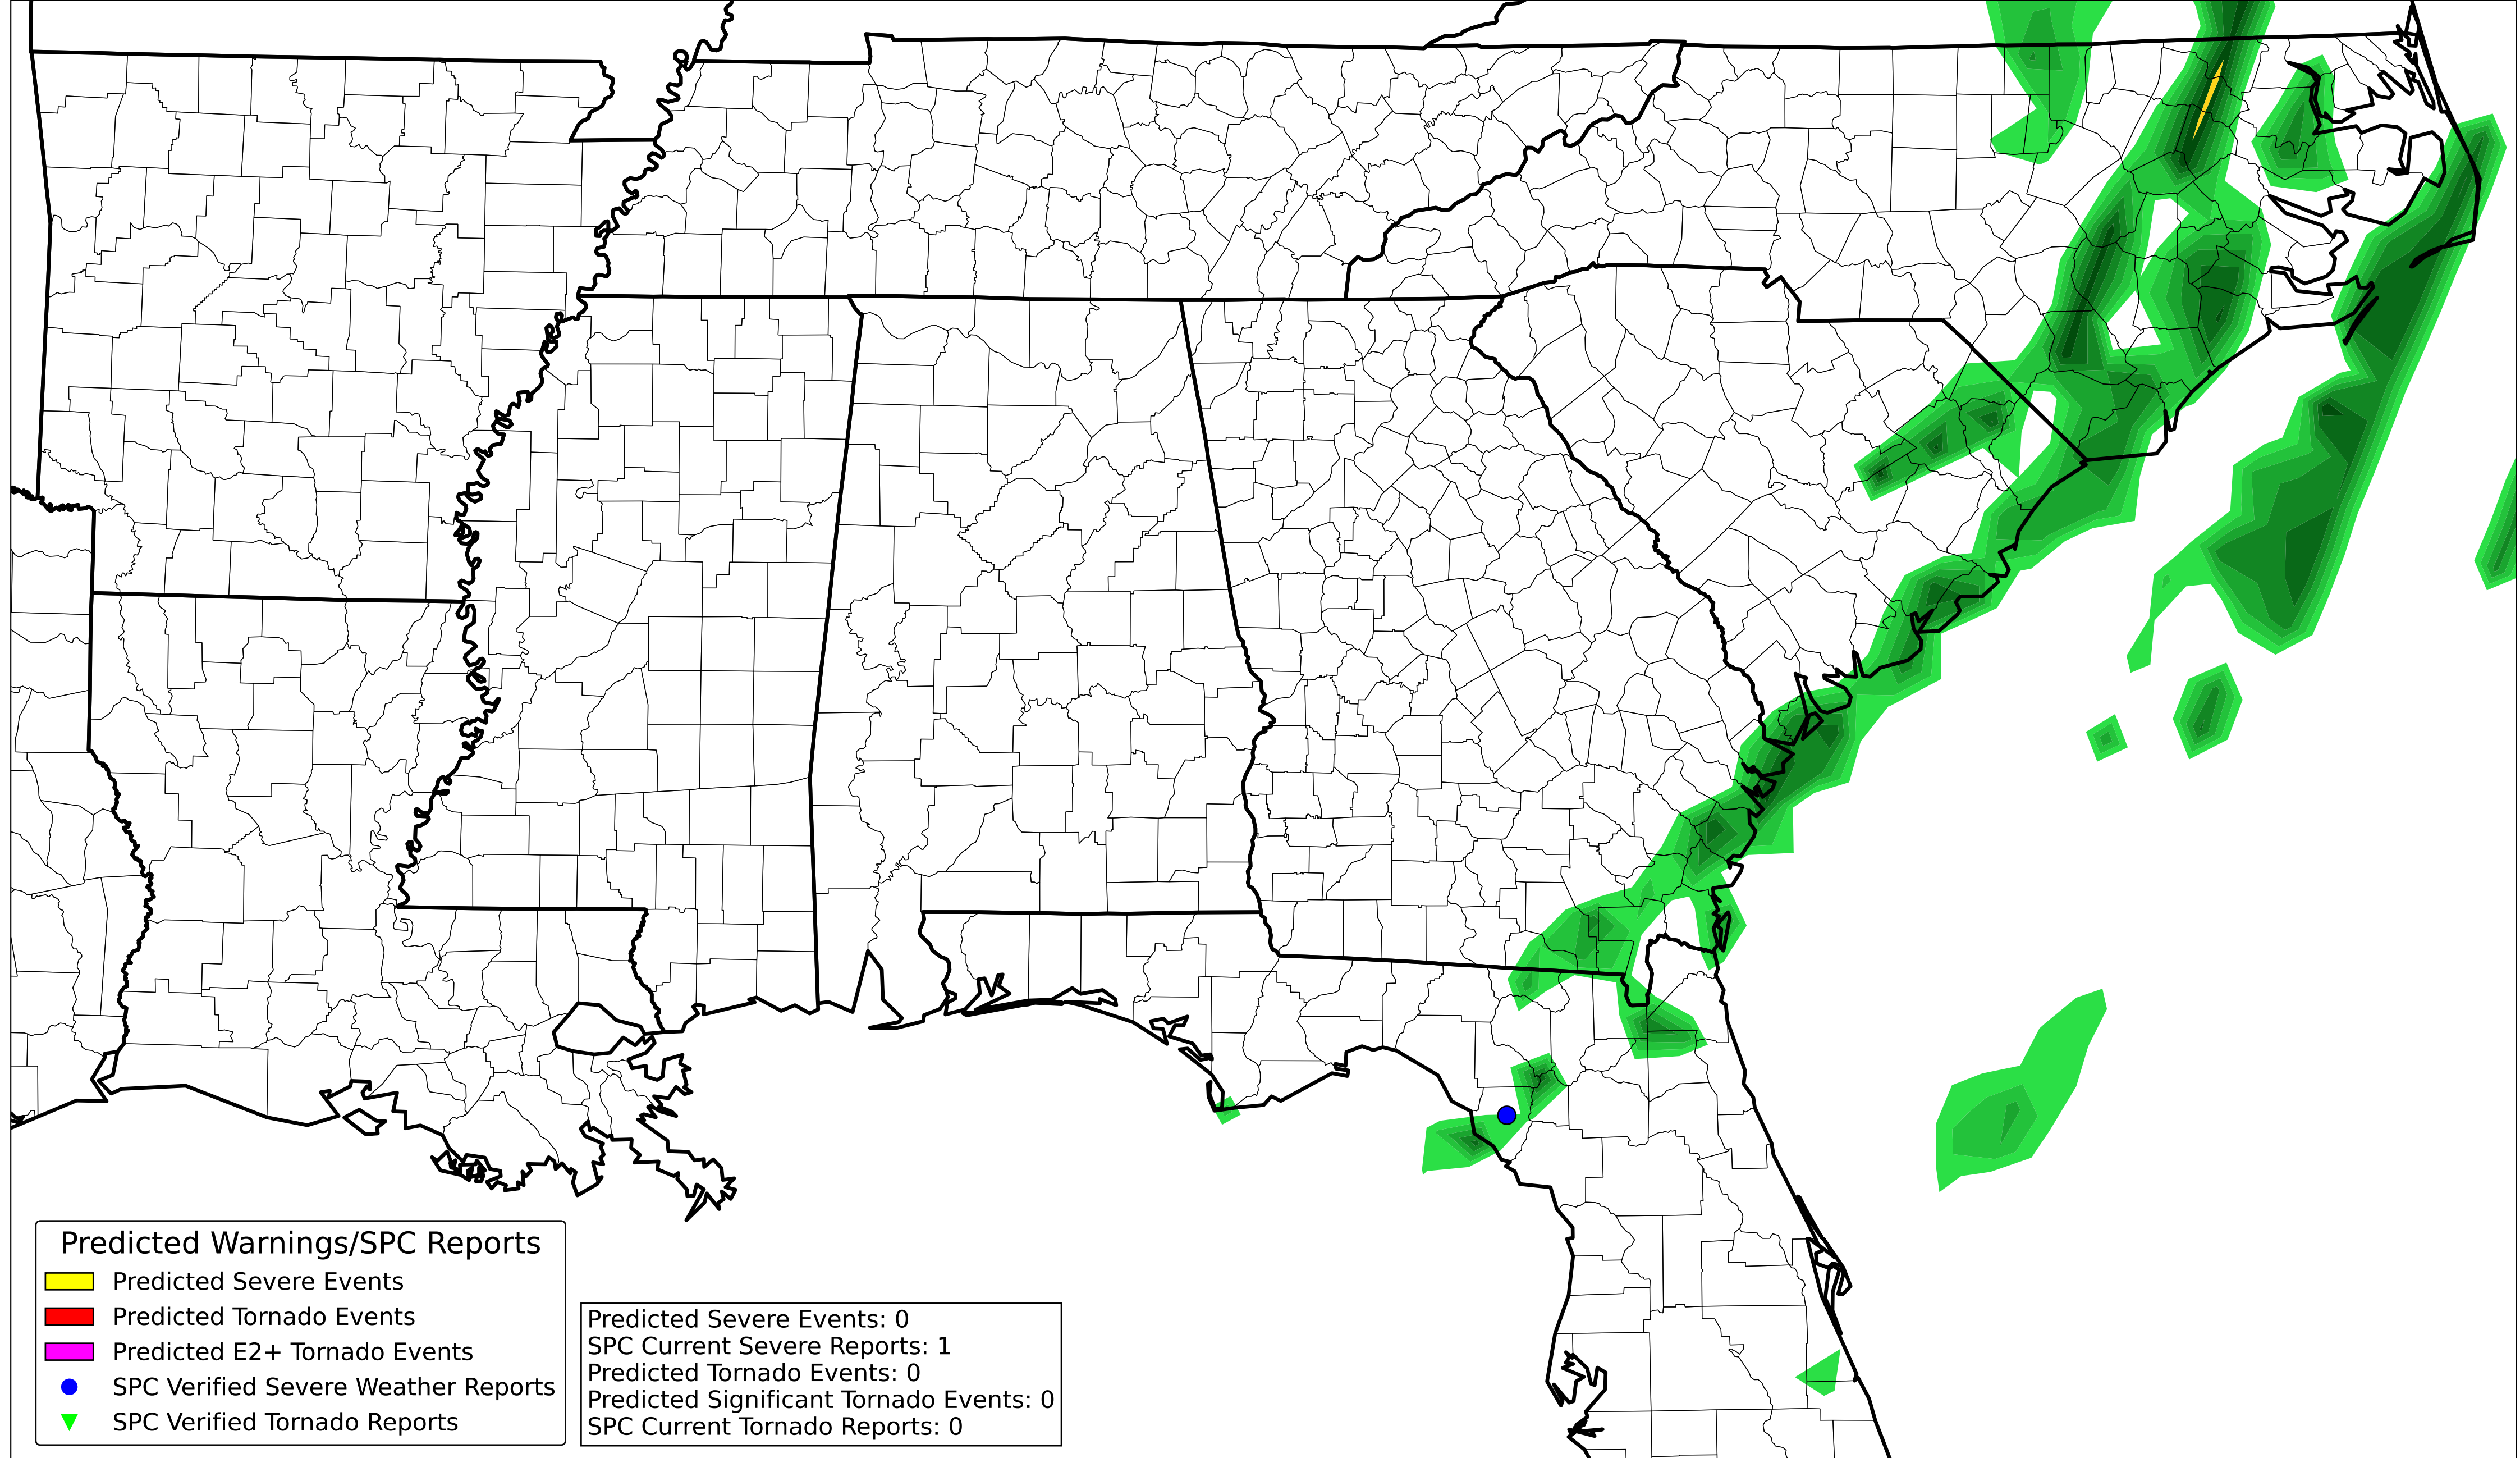 Predicted Warnings/SPC Reports
Predicted Severe Events
Predicted Tornado Events
Predicted E2+ Tornado Events
SPC Verified Severe Weather Reports
SPC Verified Tornado Reports
Predicted Severe Events: 0
SPC Current Severe Reports: 1
Predicted Tornado Events: 0
Predicted Significant Tornado Events: 0
SPC Current Tornado Reports: 0